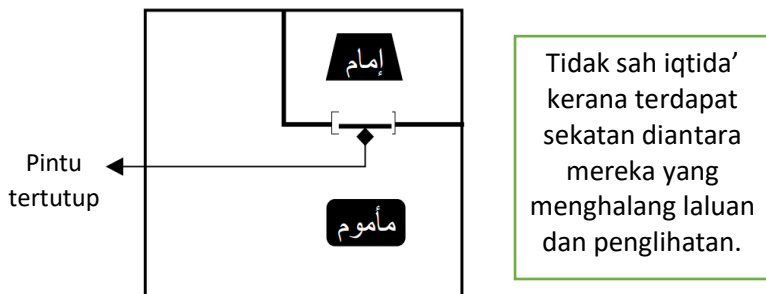 إمام
Pintu
tertutup
مأموم
Tidak sah iqtida’
kerana terdapat
sekatan diantara
mereka yang
menghalang laluan
dan penglihatan.